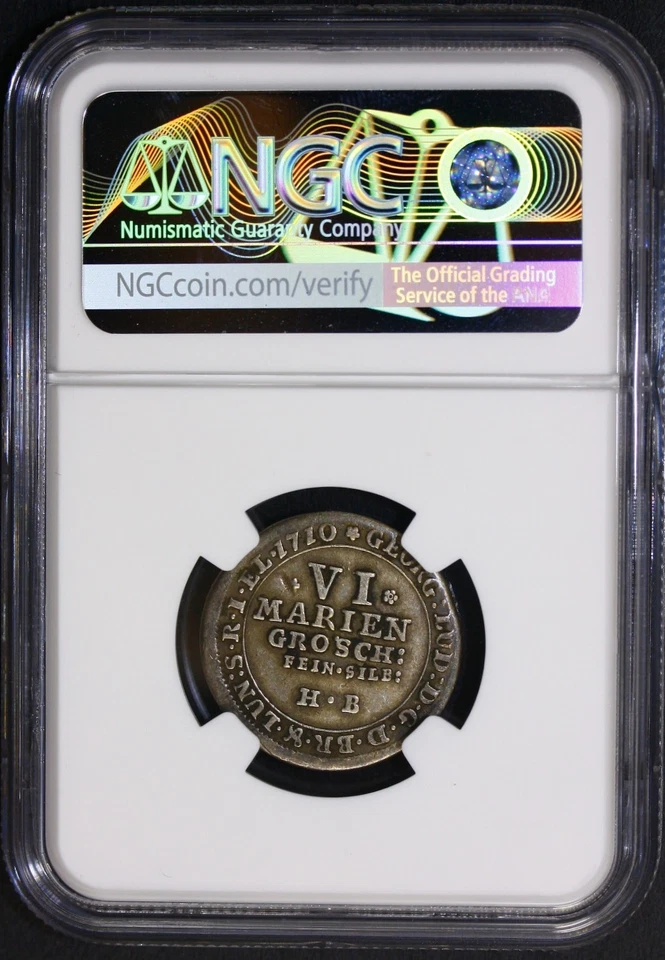 NGC
Numismatic Guaranty Company
NGCcoin.com/verify
The Official Grading
Service of the ANA
GEORG·LUD·D·G·D·BR·&·LUN·S·R·I·EL·1710
VI
MARIEN
GROSCH:
FEIN·SILB:
H·B